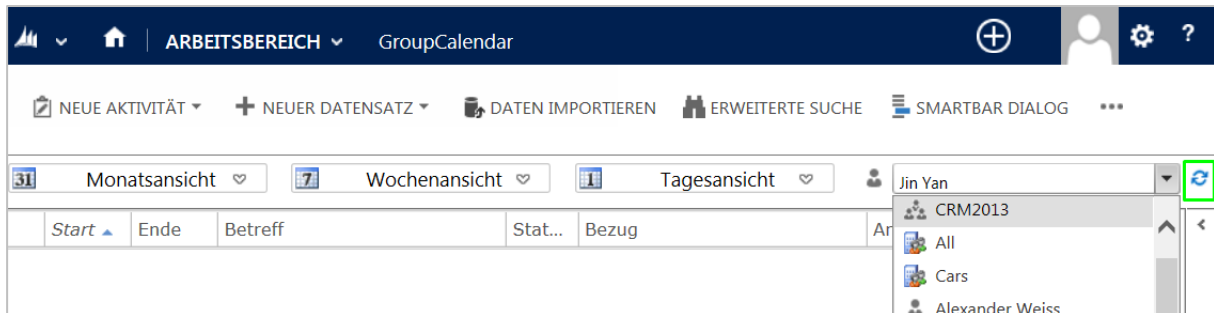 ARBEITSBEREICH GroupCalendar ?
NEUE AKTIVITÄT NEUER DATENSATZ DATEN IMPORTIEREN ERWEITERTE SUCHE SMARTBAR DIALOG •••
31 Monatsansicht 7 Wochenansicht 1 Tagesansicht Jin Yan
CRM2013
Start Ende Betreff Stat... Bezug Ar
All
Cars
Alexander Weiss